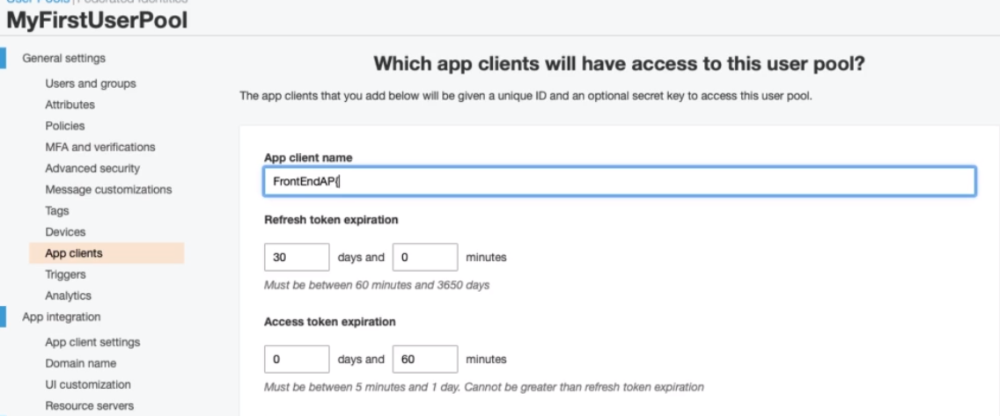 User Pools | Federated Identities
MyFirstUserPool
General settings
Users and groups
Attributes
Policies
MFA and verifications
Advanced security
Message customizations
Tags
Devices
App clients
Triggers
Analytics
App integration
App client settings
Domain name
UI customization
Resource servers
Which app clients will have access to this user pool?
The app clients that you add below will be given a unique ID and an optional secret key to access this user pool.
App client name
FrontEndAP(
Refresh token expiration
30 days and 0 minutes
Must be between 60 minutes and 3650 days
Access token expiration
0 days and 60 minutes
Must be between 5 minutes and 1 day. Cannot be greater than refresh token expiration